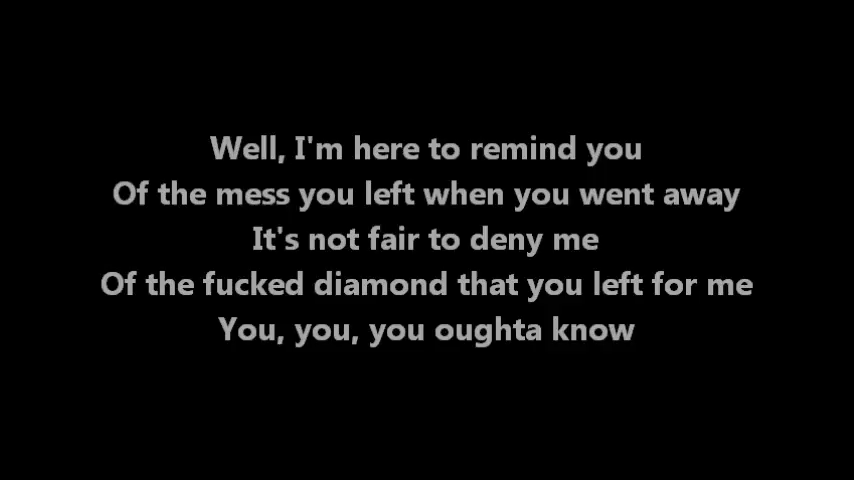 Well, I'm here to remind you
Of the mess you left when you went away
It's not fair to deny me
Of the fucked diamond that you left for me
You, you, you oughta know